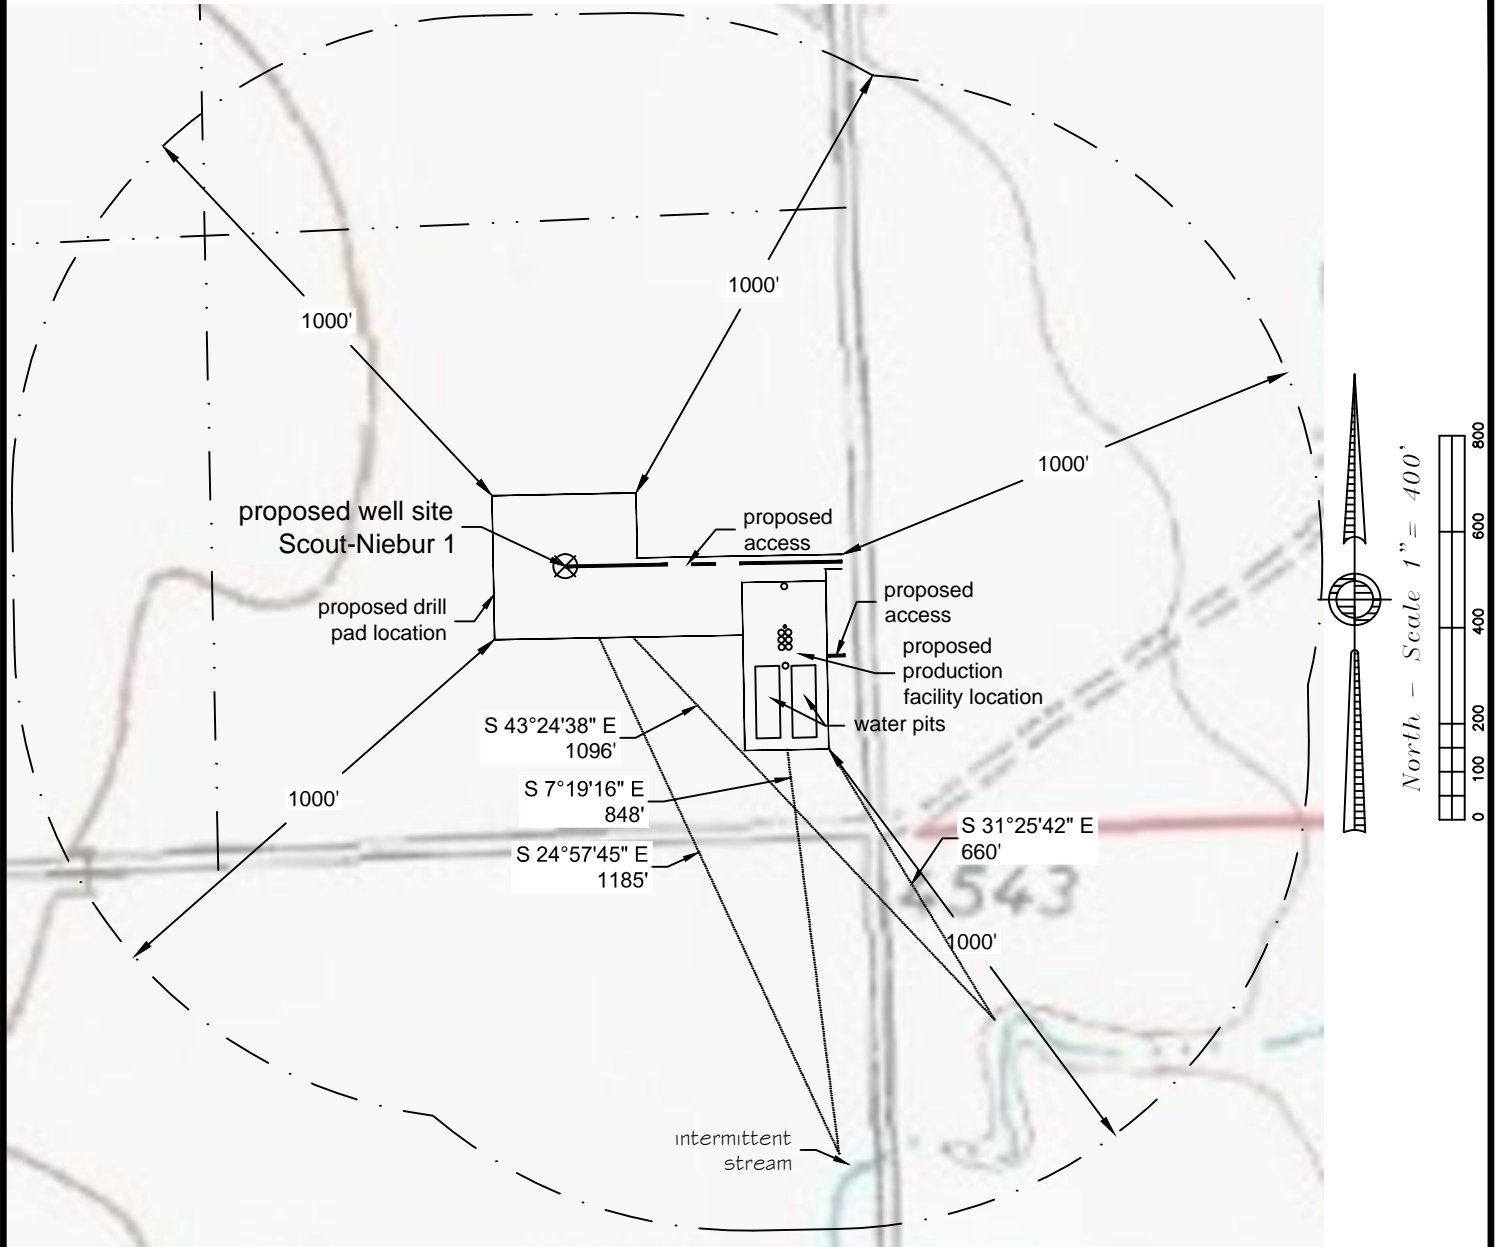 1000'
1000'
1000'
proposed well site
Scout-Niebur 1
proposed
access
proposed drill
pad location
proposed
access
proposed
production
facility location
water pits
S 43°24'38" E
1096'
S 7°19'16" E
848'
1000'
S 24°57'45" E
1185'
S 31°25'42" E
660'
4543
1000'
intermittent
stream
North - Scale 1"= 400'
0
100
200
400
600
800